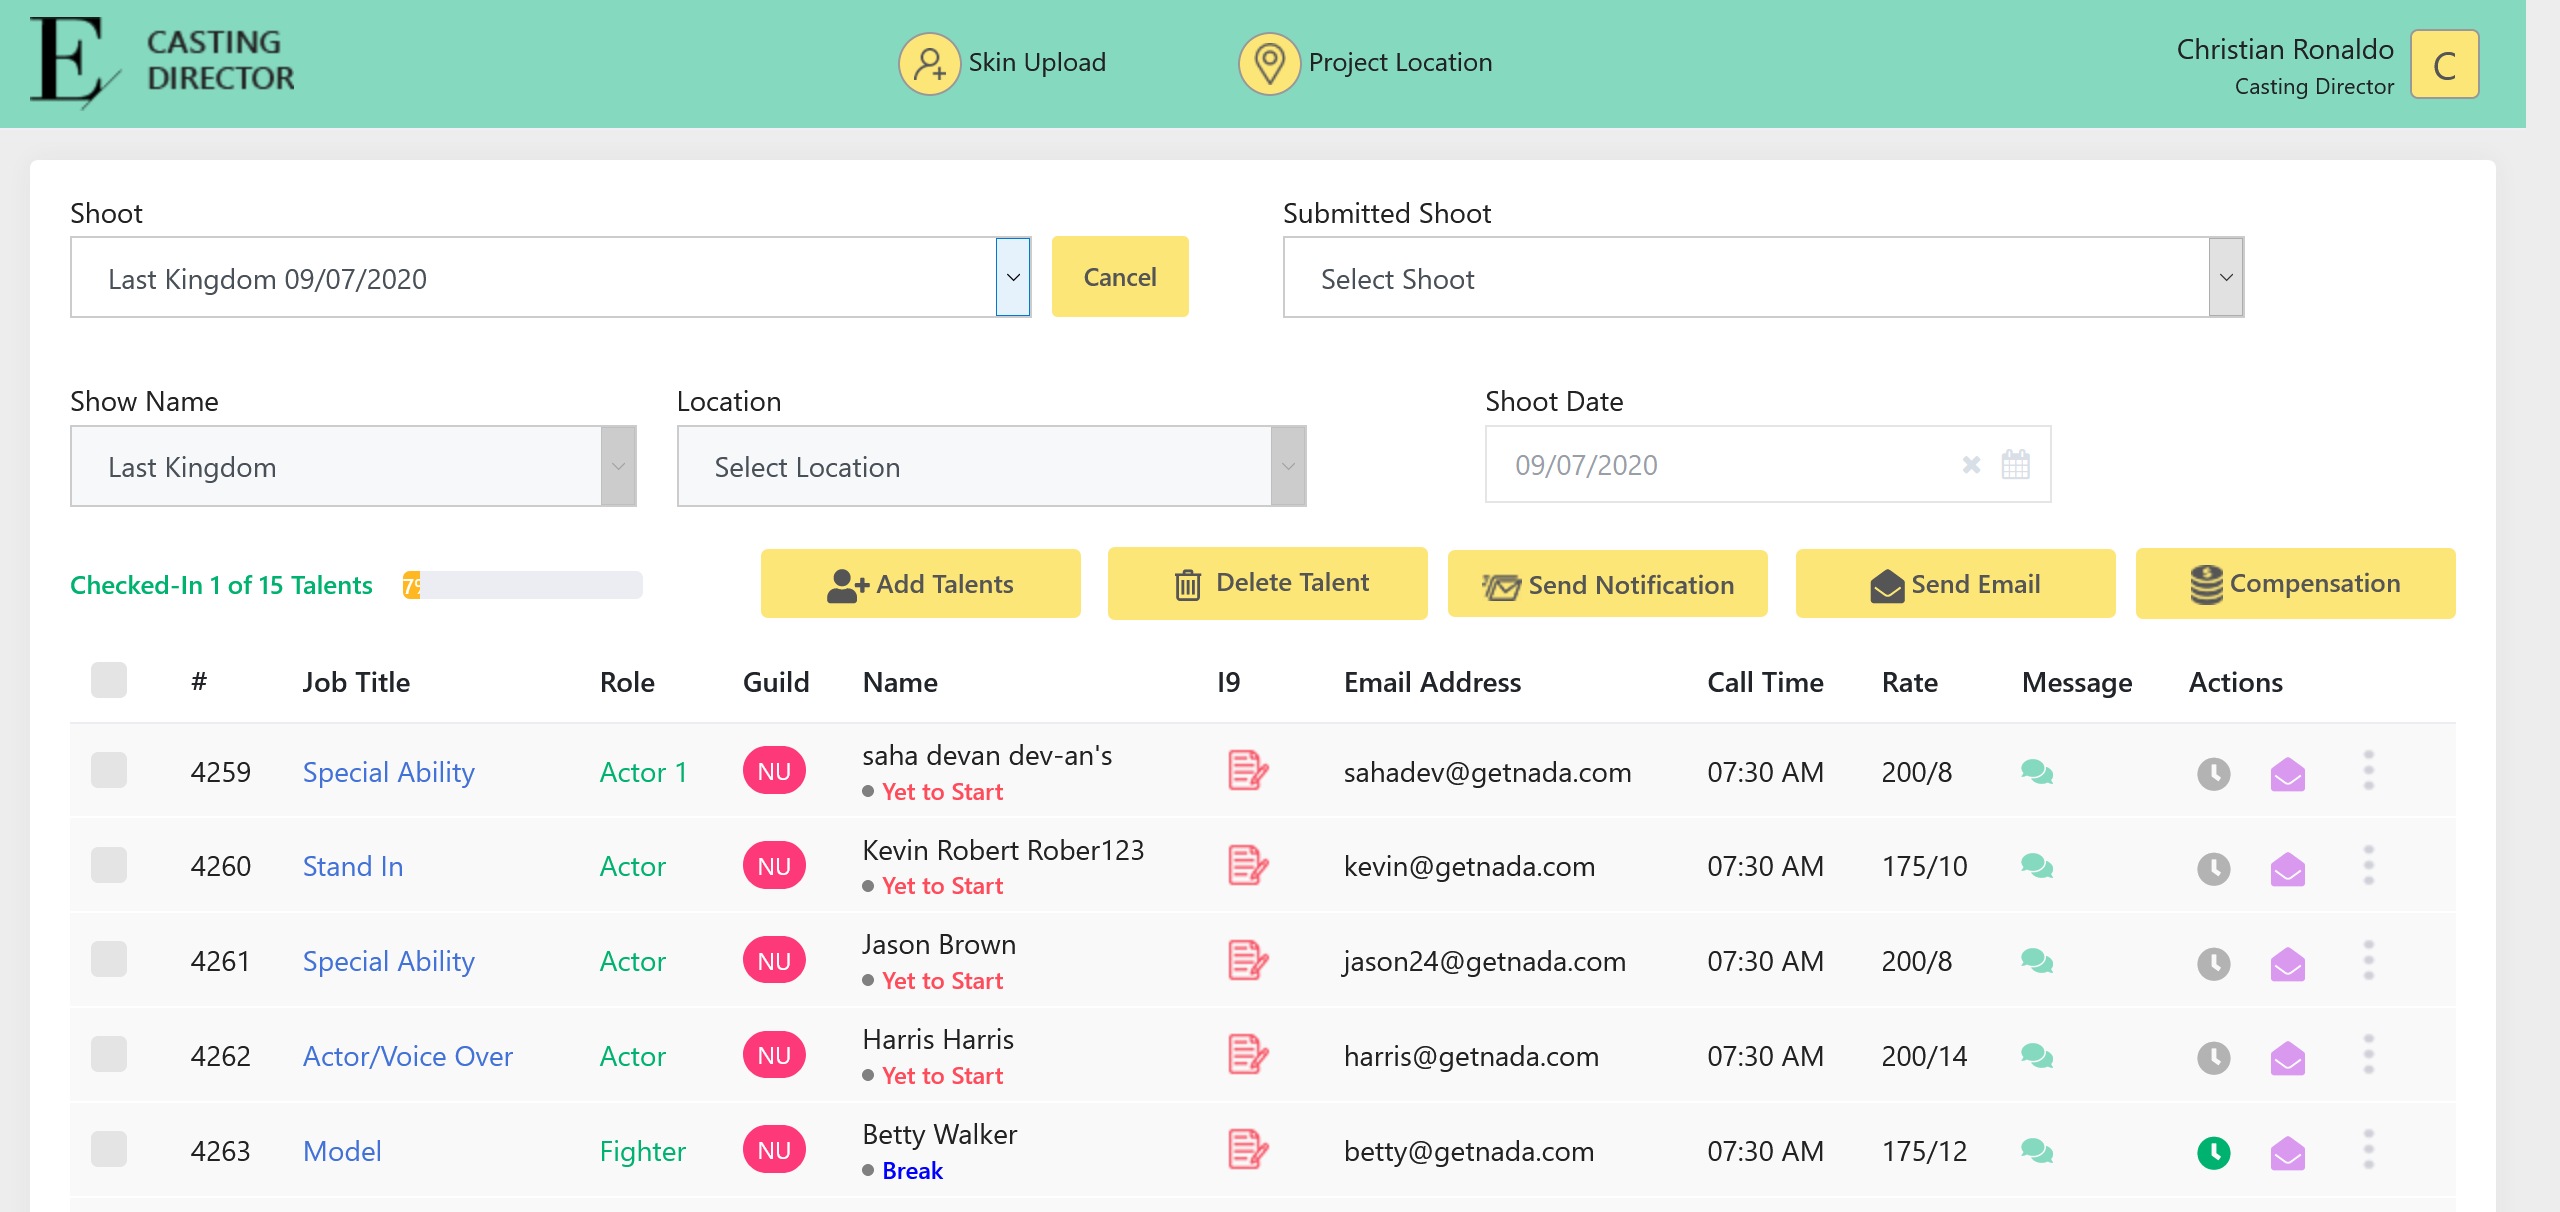 E
CASTING
DIRECTOR
Skin Upload
Project Location
Christian Ronaldo
Casting Director
C
Shoot
Submitted Shoot
Last Kingdom 09/07/2020
Cancel
Select Shoot
Show Name
Location
Shoot Date
Last Kingdom
Select Location
09/07/2020
Checked-In 1 of 15 Talents
7%
Add Talents
Delete Talent
Send Notification
Send Email
Compensation
# Job Title Role Guild Name I9 Email Address Call Time Rate Message Actions
4259 Special Ability Actor 1 NU saha devan dev-an's sahadev@getnada.com 07:30 AM 200/8
Yet to Start
4260 Stand In Actor NU Kevin Robert Rober123 kevin@getnada.com 07:30 AM 175/10
Yet to Start
4261 Special Ability Actor NU Jason Brown jason24@getnada.com 07:30 AM 200/8
Yet to Start
4262 Actor/Voice Over Actor NU Harris Harris harris@getnada.com 07:30 AM 200/14
Yet to Start
4263 Model Fighter NU Betty Walker betty@getnada.com 07:30 AM 175/12
Break